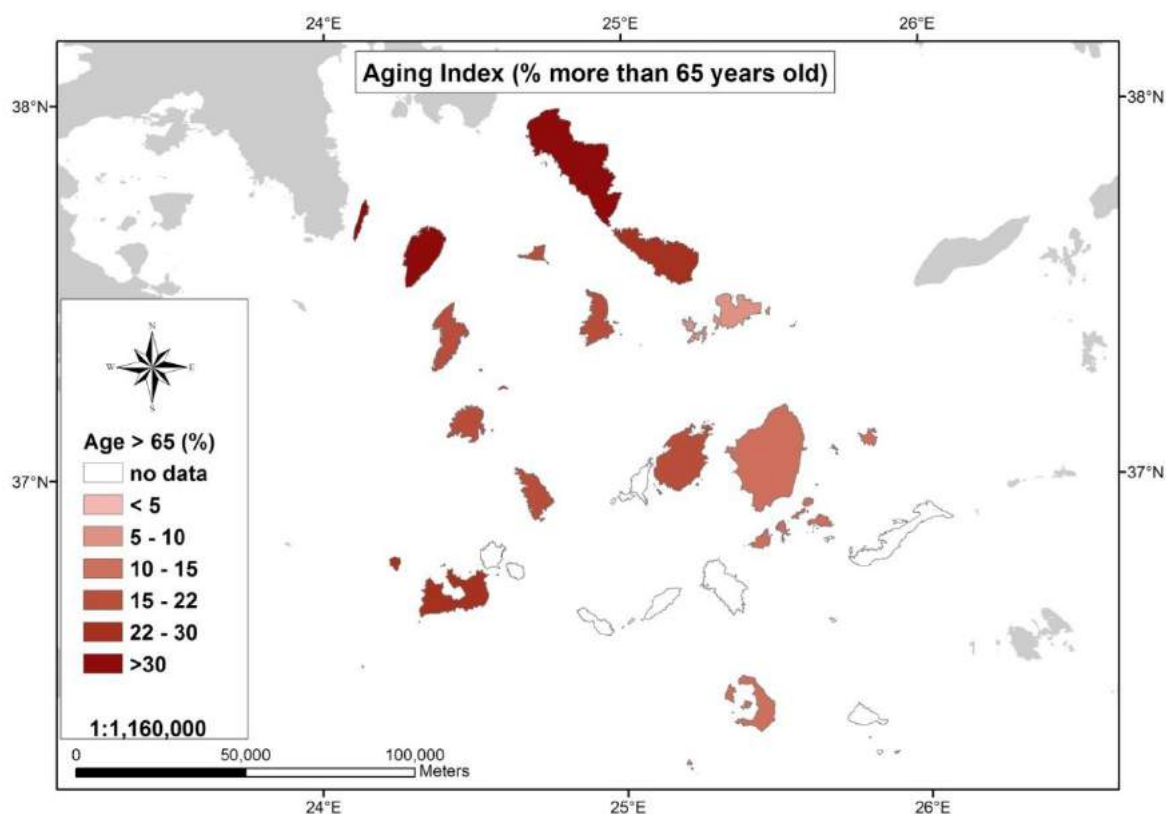 24°E 25°E 26°E
Aging Index (% more than 65 years old)
38°N 38°N
N
W E
S
Age > 65 (%)
no data
< 5
5 - 10
10 - 15
15 - 22
22 - 30
>30
37°N 37°N
1:1,160,000
0 50,000 100,000
Meters
24°E 25°E 26°E